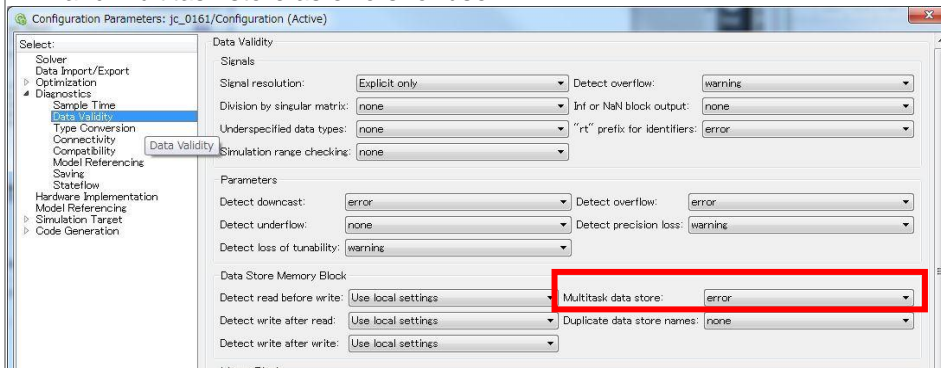 Configuration Parameters: jc_0161/Configuration (Active)
Select:
Solver
Data Import/Export
Optimization
Diagnostics
Sample Time
Data Validity
Type Conversion
Connectivity
Compatibility
Model Referencing
Saving
Stateflow
Hardware Implementation
Model Referencing
Simulation Target
Code Generation
Data Validity
Data Validity
Signals
Signal resolution: Explicit only Detect overflow: warning
Division by singular matrix: none Inf or NaN block output: none
Underspecified data types: none "rt" prefix for identifiers: error
Simulation range checking: none
Parameters
Detect downcast: error Detect overflow: error
Detect underflow: none Detect precision loss: warning
Detect loss of tunability: warning
Data Store Memory Block
Detect read before write: Use local settings Multitask data store: error
Detect write after read: Use local settings Duplicate data store names: none
Detect write after write: Use local settings